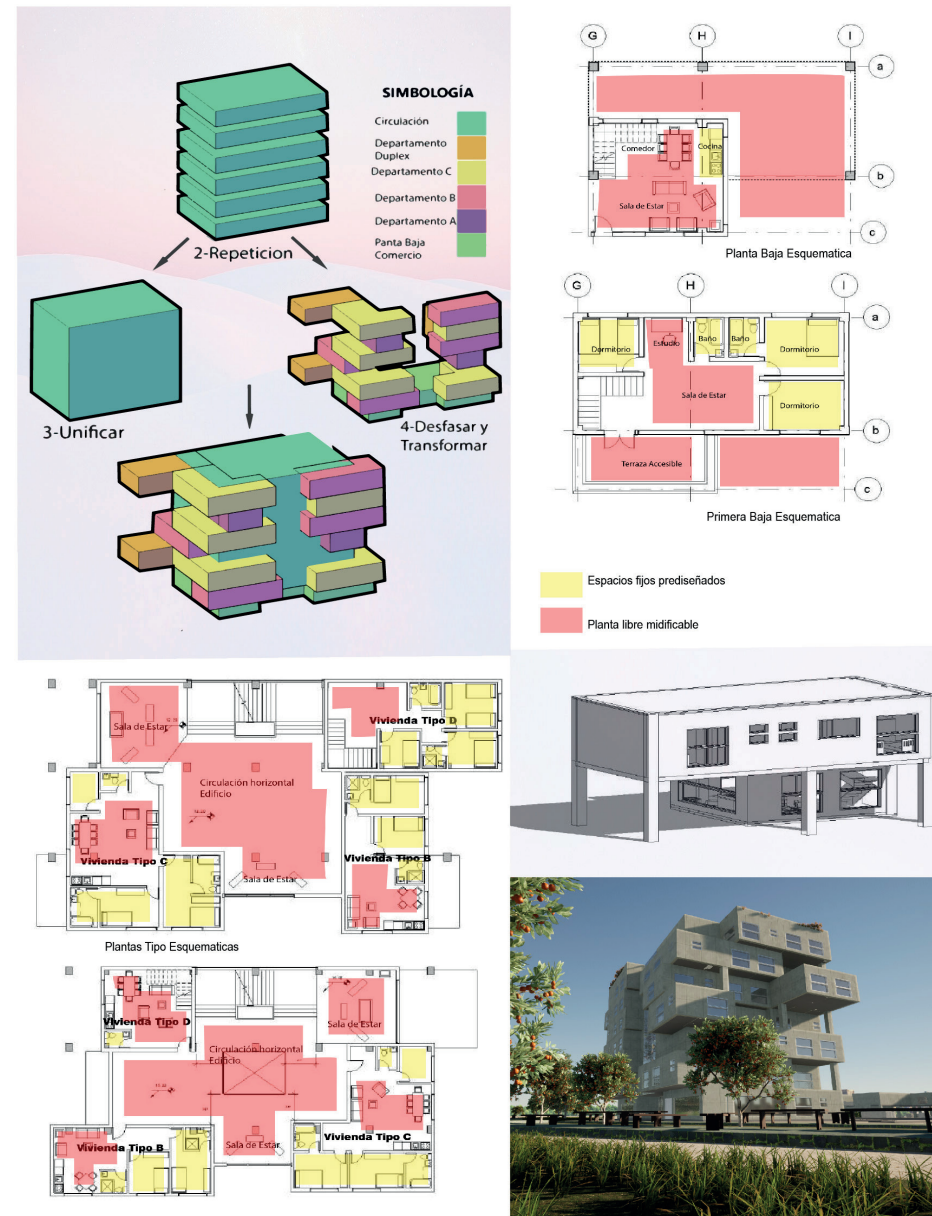 SIMBOLOGÍA
Circulación
Departamento
Duplex
Departamento C
Departamento B
Departamento A
Panta Baja
Comercio
2-Repeticion
3-Unificar
4-Desfasar y
Transformar
G
H
I
a
b
c
Comedor
Cocina
Sala de Estar
Planta Baja Esquematica
G
H
I
a
b
c
Dormitorio
Estudio
Baño
Baño
Dormitorio
Sala de Estar
Dormitorio
Terraza Accesible
Primera Baja Esquematica
Espacios fijos prediseñados
Planta libre midificable
Sala de Estar
Vivienda Tipo D
Circulación horizontal
Edificio
Vivienda Tipo C
Vivienda Tipo B
Sala de Estar
Plantas Tipo Esquematicas
Vivienda Tipo D
Sala de Estar
Circulación horizontal
Edificio
Vivienda Tipo B
Sala de Estar
Vivienda Tipo C